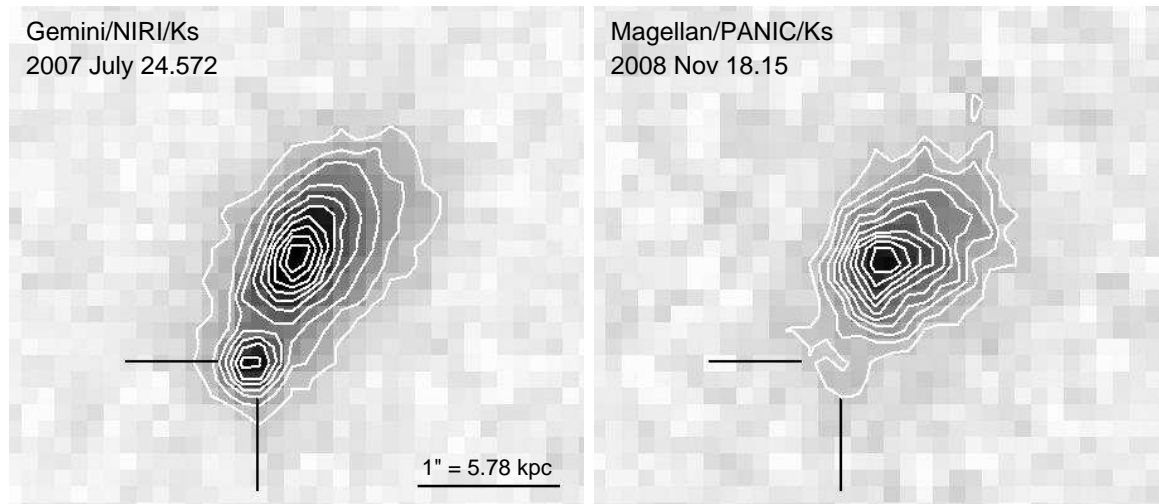 Gemini/NIRI/Ks
2007 July 24.572
1" = 5.78 kpc
Magellan/PANIC/Ks
2008 Nov 18.15